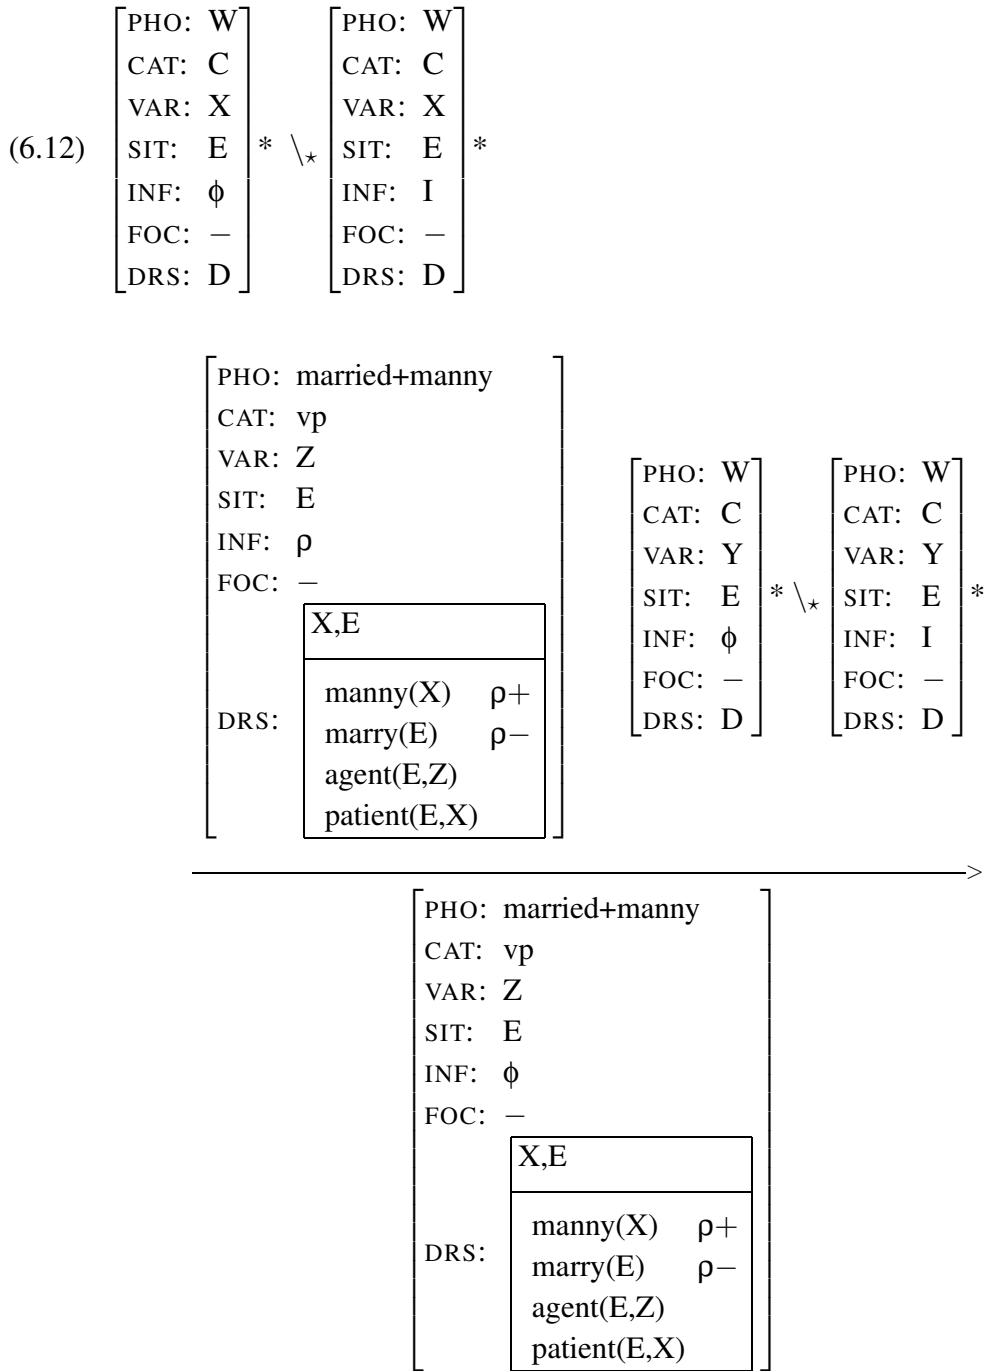 (6.12) [PHO: W CAT: C VAR: X SIT: E INF: φ FOC: − DRS: D] * \⋆ [PHO: W CAT: C VAR: X SIT: E INF: I FOC: − DRS: D] *
PHO: married+manny
CAT: vp
VAR: Z
SIT: E
INF: ρ
FOC: −
DRS:
X,E
manny(X) ρ+
marry(E) ρ−
agent(E,Z)
patient(E,X)
[PHO: W CAT: C VAR: Y SIT: E INF: φ FOC: − DRS: D] * \⋆ [PHO: W CAT: C VAR: Y SIT: E INF: I FOC: − DRS: D] *
>
PHO: married+manny
CAT: vp
VAR: Z
SIT: E
INF: φ
FOC: −
DRS:
X,E
manny(X) ρ+
marry(E) ρ−
agent(E,Z)
patient(E,X)